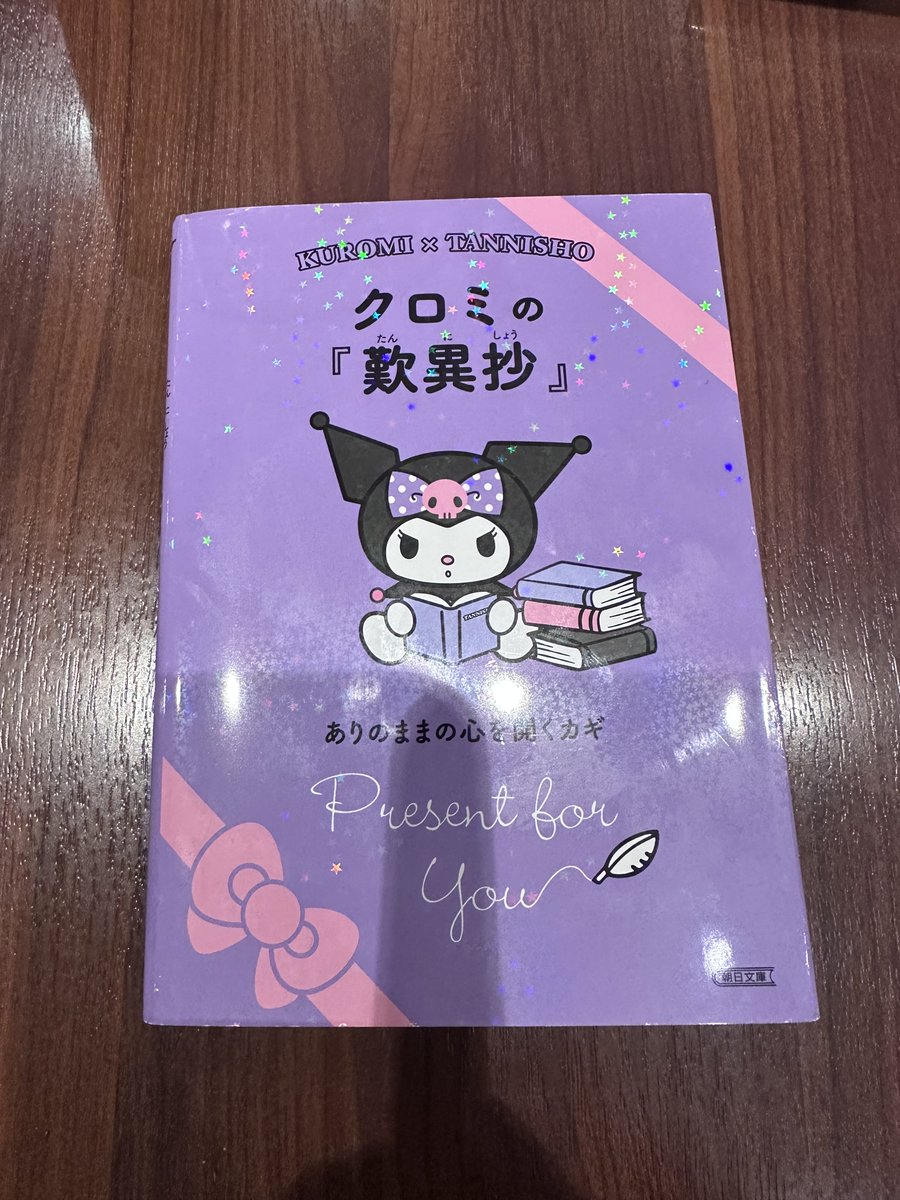 KUROMI × TANNISHO
クロミの
たん に しょう
『歎異抄』
TANNISHO
ありのままの心を開くカギ
Present for
You
朝日文庫